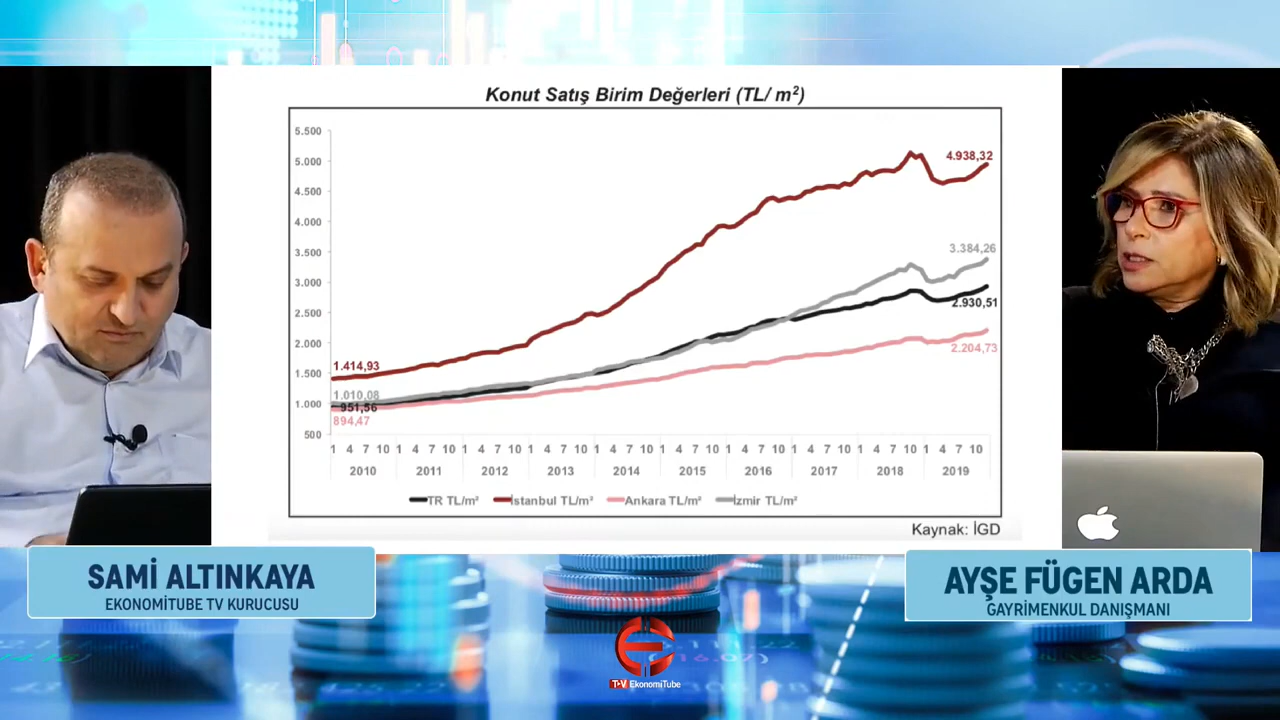 Konut Satış Birim Değerleri (TL/ m²)
5.500
5.000
4.500
4.000
3.500
3.000
2.500
2.000
1.500
1.000
500
4.938,32
3.384,26
2.930,51
2.204,73
1.414,93
1.010,08
951,56
894,47
1 4 7 10 1 4 7 10 1 4 7 10 1 4 7 10 1 4 7 10 1 4 7 10 1 4 7 10 1 4 7 10 1 4 7 10 1 4 7 10
2010 2011 2012 2013 2014 2015 2016 2017 2018 2019
TR TL/m² İstanbul TL/m² Ankara TL/m² İzmir TL/m²
Kaynak: İGD
SAMİ ALTINKAYA
EKONOMİTUBE TV KURUCUSU
AYŞE FÜGEN ARDA
GAYRİMENKUL DANIŞMANI
T▸V EkonomiTube